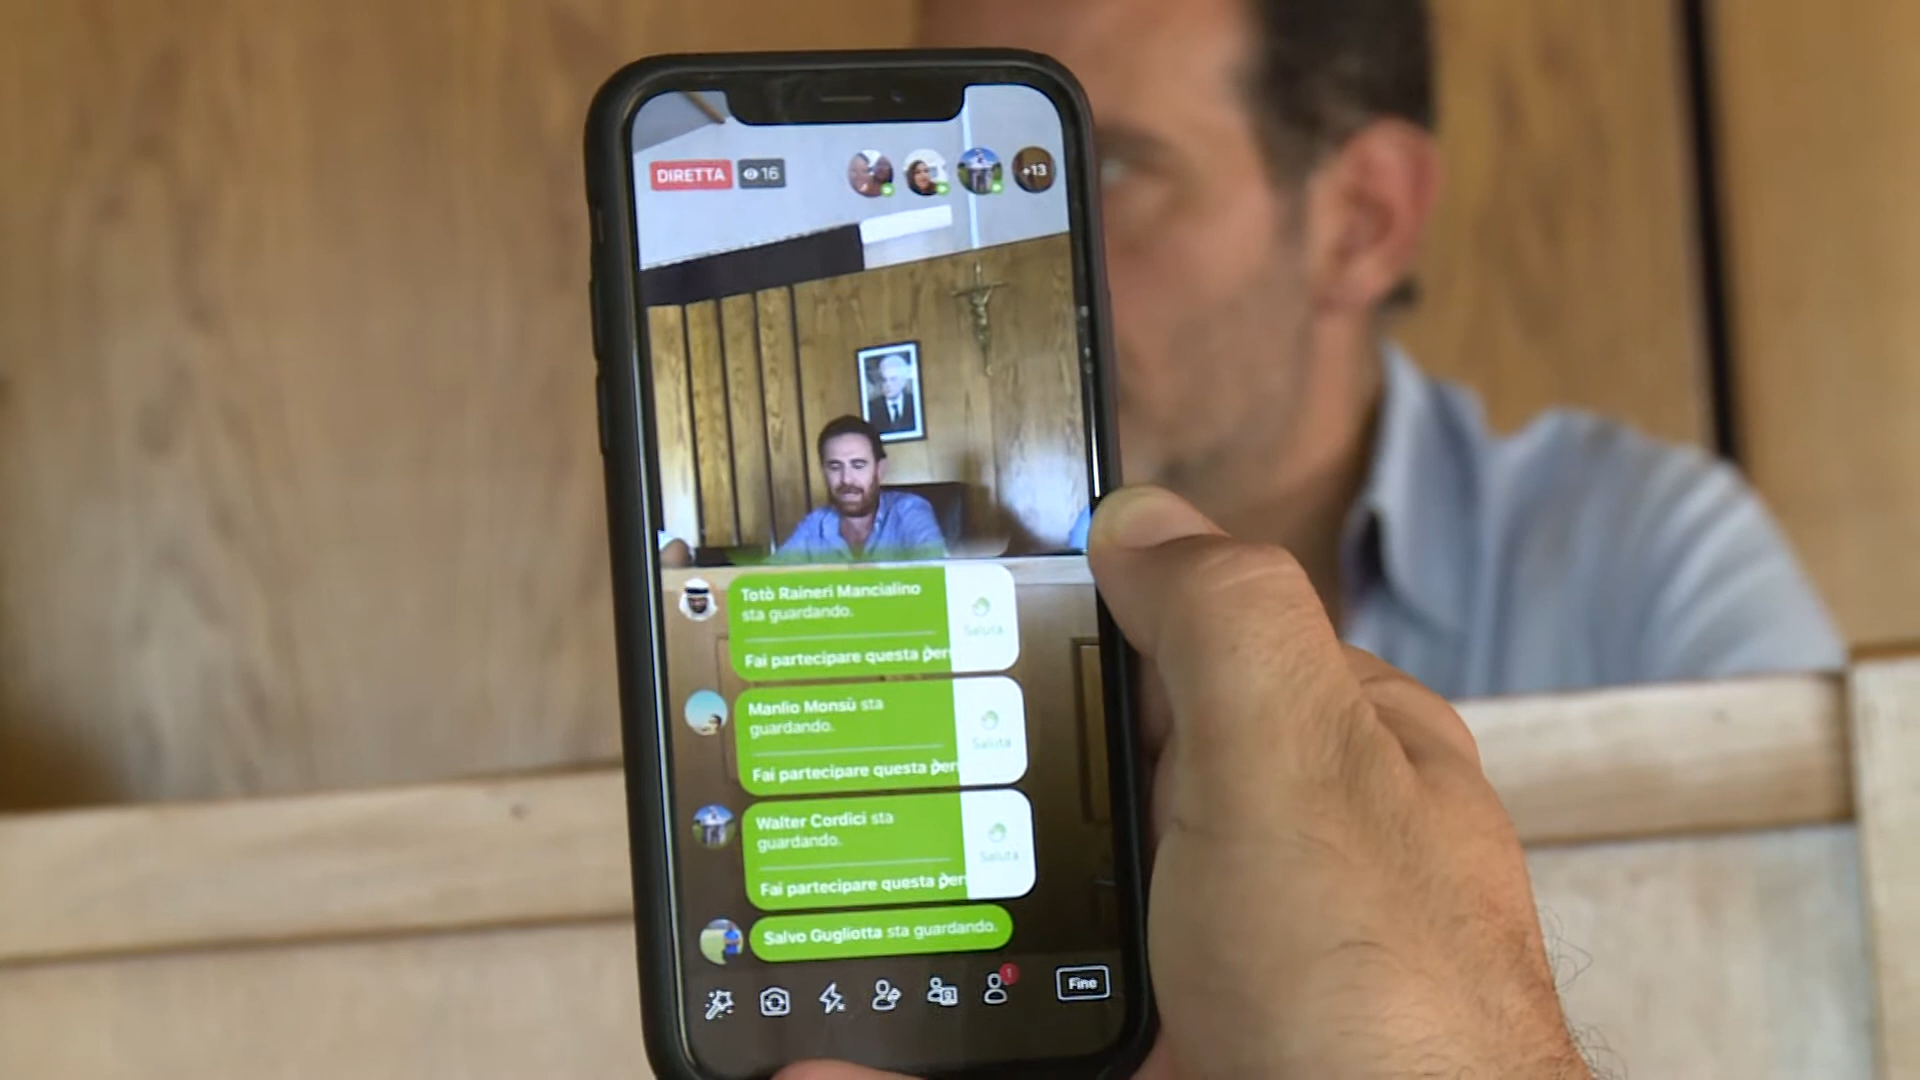 DIRETTA 16
+13
Totò Raineri Mancialino
sta guardando.
Saluta
Fai partecipare questa per
Manlio Monsù sta
guardando.
Saluta
Fai partecipare questa per
Walter Cordici sta
guardando.
Saluta
Fai partecipare questa per
Salvo Gugliotta sta guardando.
1
Fine